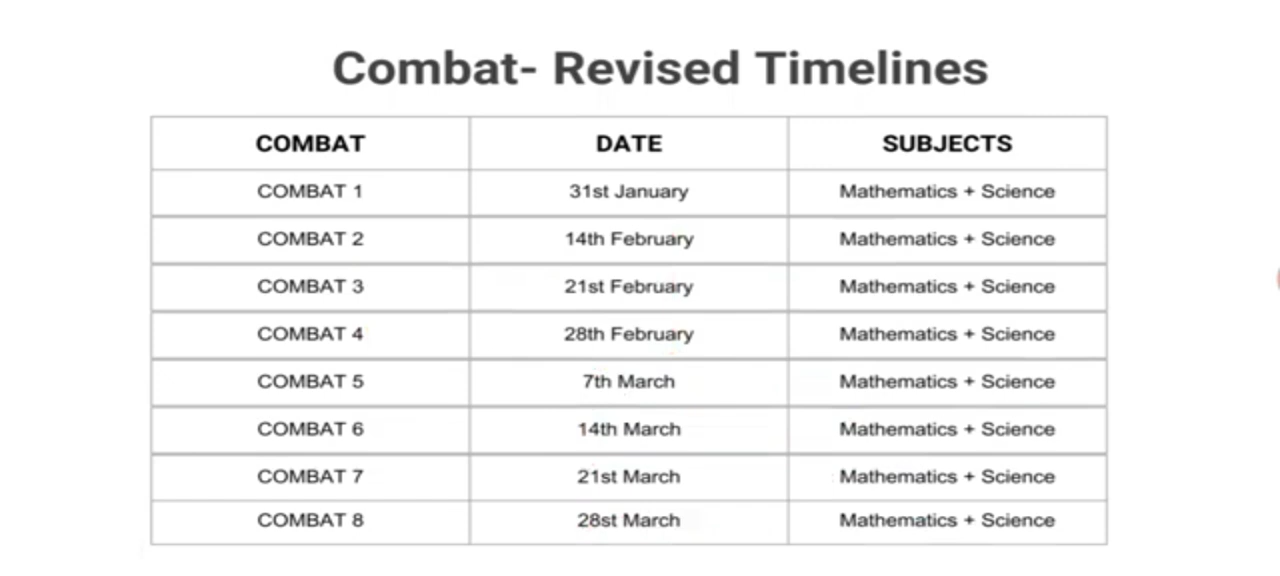 Combat- Revised Timelines
COMBAT DATE SUBJECTS
COMBAT 1 31st January Mathematics + Science
COMBAT 2 14th February Mathematics + Science
COMBAT 3 21st February Mathematics + Science
COMBAT 4 28th February Mathematics + Science
COMBAT 5 7th March Mathematics + Science
COMBAT 6 14th March Mathematics + Science
COMBAT 7 21st March Mathematics + Science
COMBAT 8 28st March Mathematics + Science